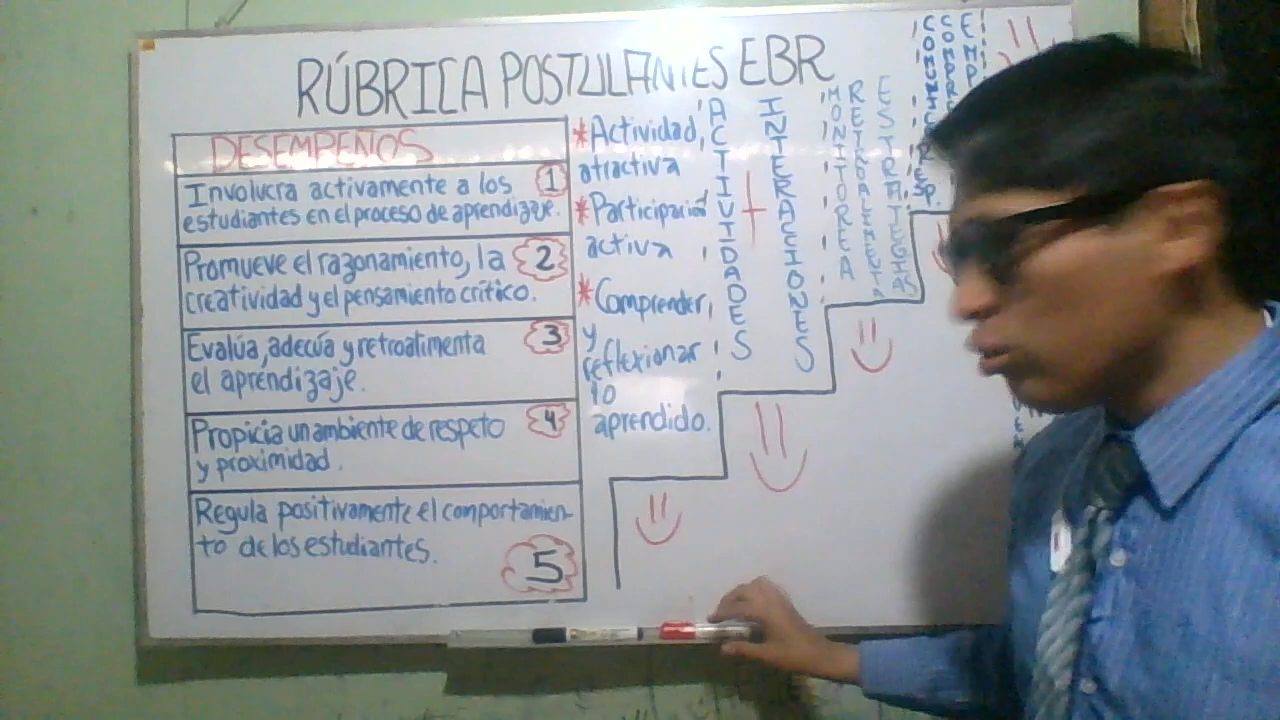 RÚBRICA POSTULANTES EBR
DESEMPEÑOS
Involucra activamente a los 1
estudiantes en el proceso de aprendizaje.
Promueve el razonamiento, la 2
creatividad y el pensamiento crítico.
Evalúa, adecúa y retroalimenta 3
el aprendizaje.
Propicia un ambiente de respeto 4
y proximidad.
Regula positivamente el comportamien-
to de los estudiantes.
5
*Actividad
atractiva
*Participación
activa
*Comprender
y
reflexionar
lo
aprendido.
ACTIVIDADES
+
INTERACCIONES
MONITOREA
ESTRATEGIAS